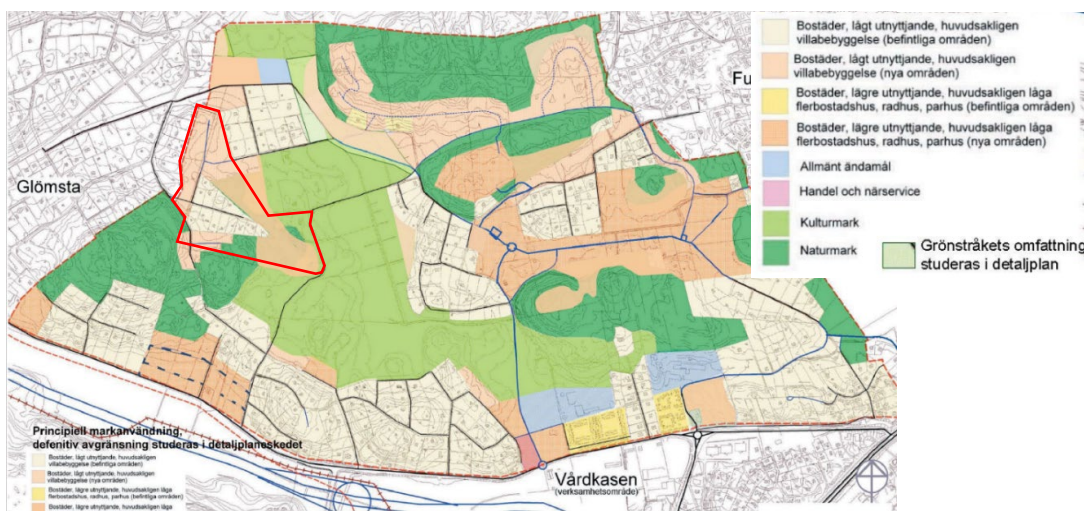 Bostäder, lågt utnyttjande, huvudsakligen
villabebyggelse (befintliga områden)
Bostäder, lågt utnyttjande, huvudsakligen
villabebyggelse (nya områden)
Bostäder, lägre utnyttjande, huvudsakligen låga
flerbostadshus, radhus, parhus (befintliga områden)
Bostäder, lägre utnyttjande, huvudsakligen låga
flerbostadshus, radhus, parhus (nya områden)
Allmänt ändamål
Handel och närservice
Kulturmark
Naturmark
Grönstråkets omfattning
studeras i detaljplan
Fu
Glömsta
Vårdkasen
(verksamhetsområde)
Principiell markanvändning,
defenitiv avgränsning studeras i detaljplaneskedet
Bostäder, lågt utnyttjande, huvudsakligen
villabebyggelse (befintliga områden)
Bostäder, lågt utnyttjande, huvudsakligen
villabebyggelse (nya områden)
Bostäder, lägre utnyttjande, huvudsakligen låga
flerbostadshus, radhus, parhus (befintliga områden)
Bostäder, lägre utnyttjande, huvudsakligen låga